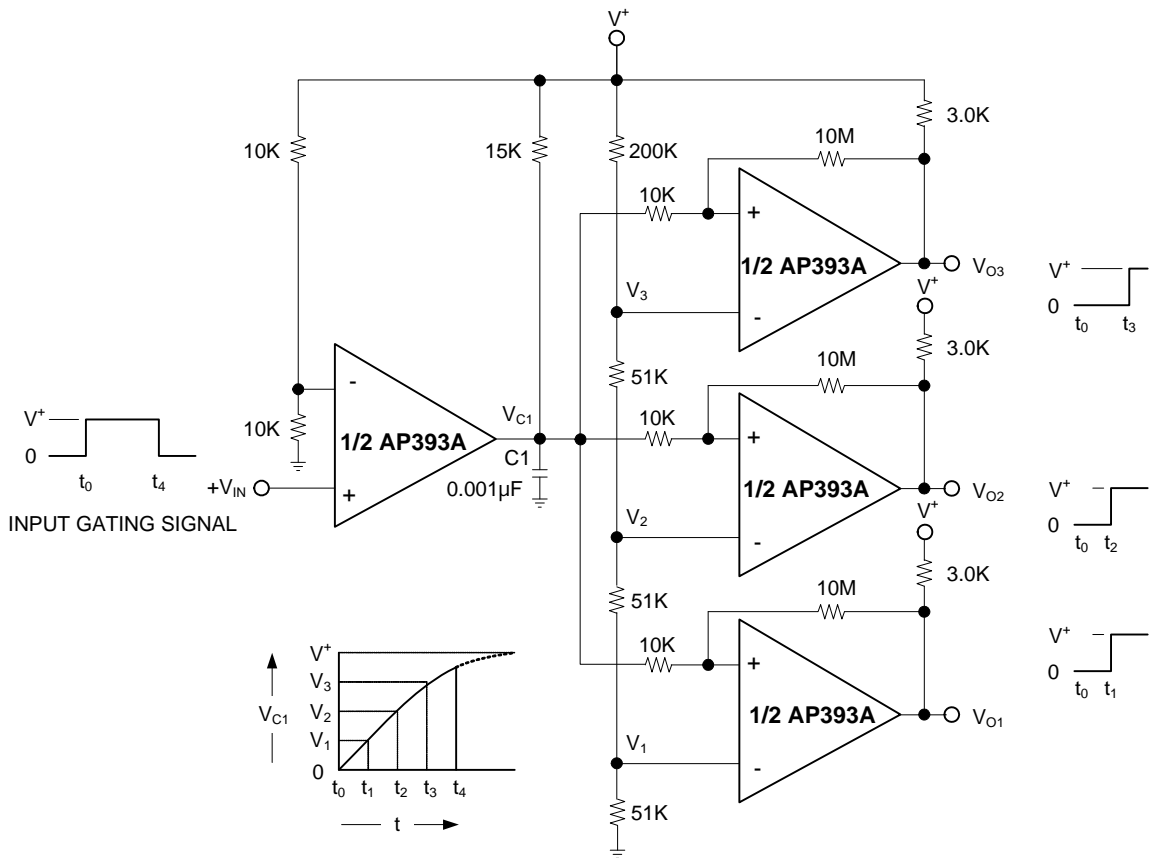 V+
10K
15K
200K
10M
3.0K
10K
+
1/2 AP393A
-
VO3
V3
V+
0
t0 t3
V+
3.0K
10M
51K
10K
+
1/2 AP393A
-
VO2
V2
V+
0
t0 t2
V+
0
t0 t4
INPUT GATING SIGNAL
+VIN
10K
-
1/2 AP393A
+
VC1
C1
0.001µF
V+
3.0K
10M
51K
10K
+
1/2 AP393A
-
VO1
V1
V+
0
t0 t1
51K
V+
V3
V2
V1
0
VC1
t0 t1 t2 t3 t4
t